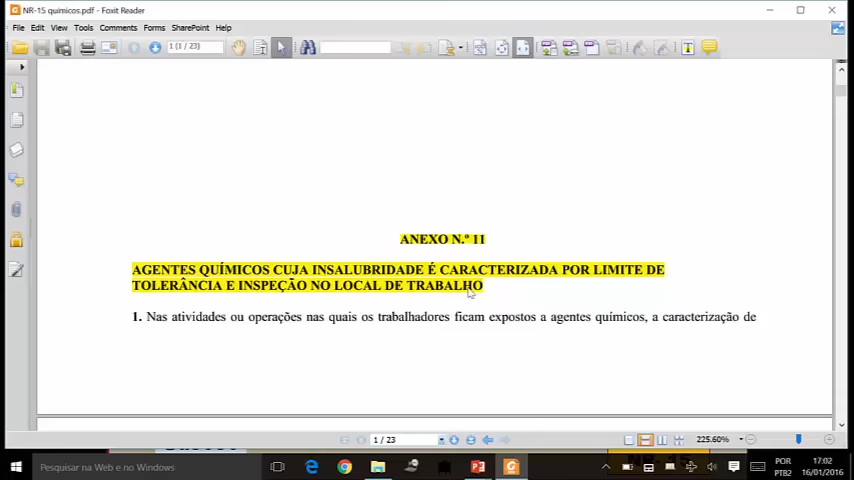 NR-15 quimicos.pdf - Foxit Reader
File Edit View Tools Comments Forms SharePoint Help
1 (1 / 23)
ANEXO N.º 11
AGENTES QUÍMICOS CUJA INSALUBRIDADE É CARACTERIZADA POR LIMITE DE
TOLERÂNCIA E INSPEÇÃO NO LOCAL DE TRABALHO
1. Nas atividades ou operações nas quais os trabalhadores ficam expostos a agentes químicos, a caracterização de
1 / 23
225.60%
Pesquisar na Web e no Windows
POR
PTB2
17:02
16/01/2016